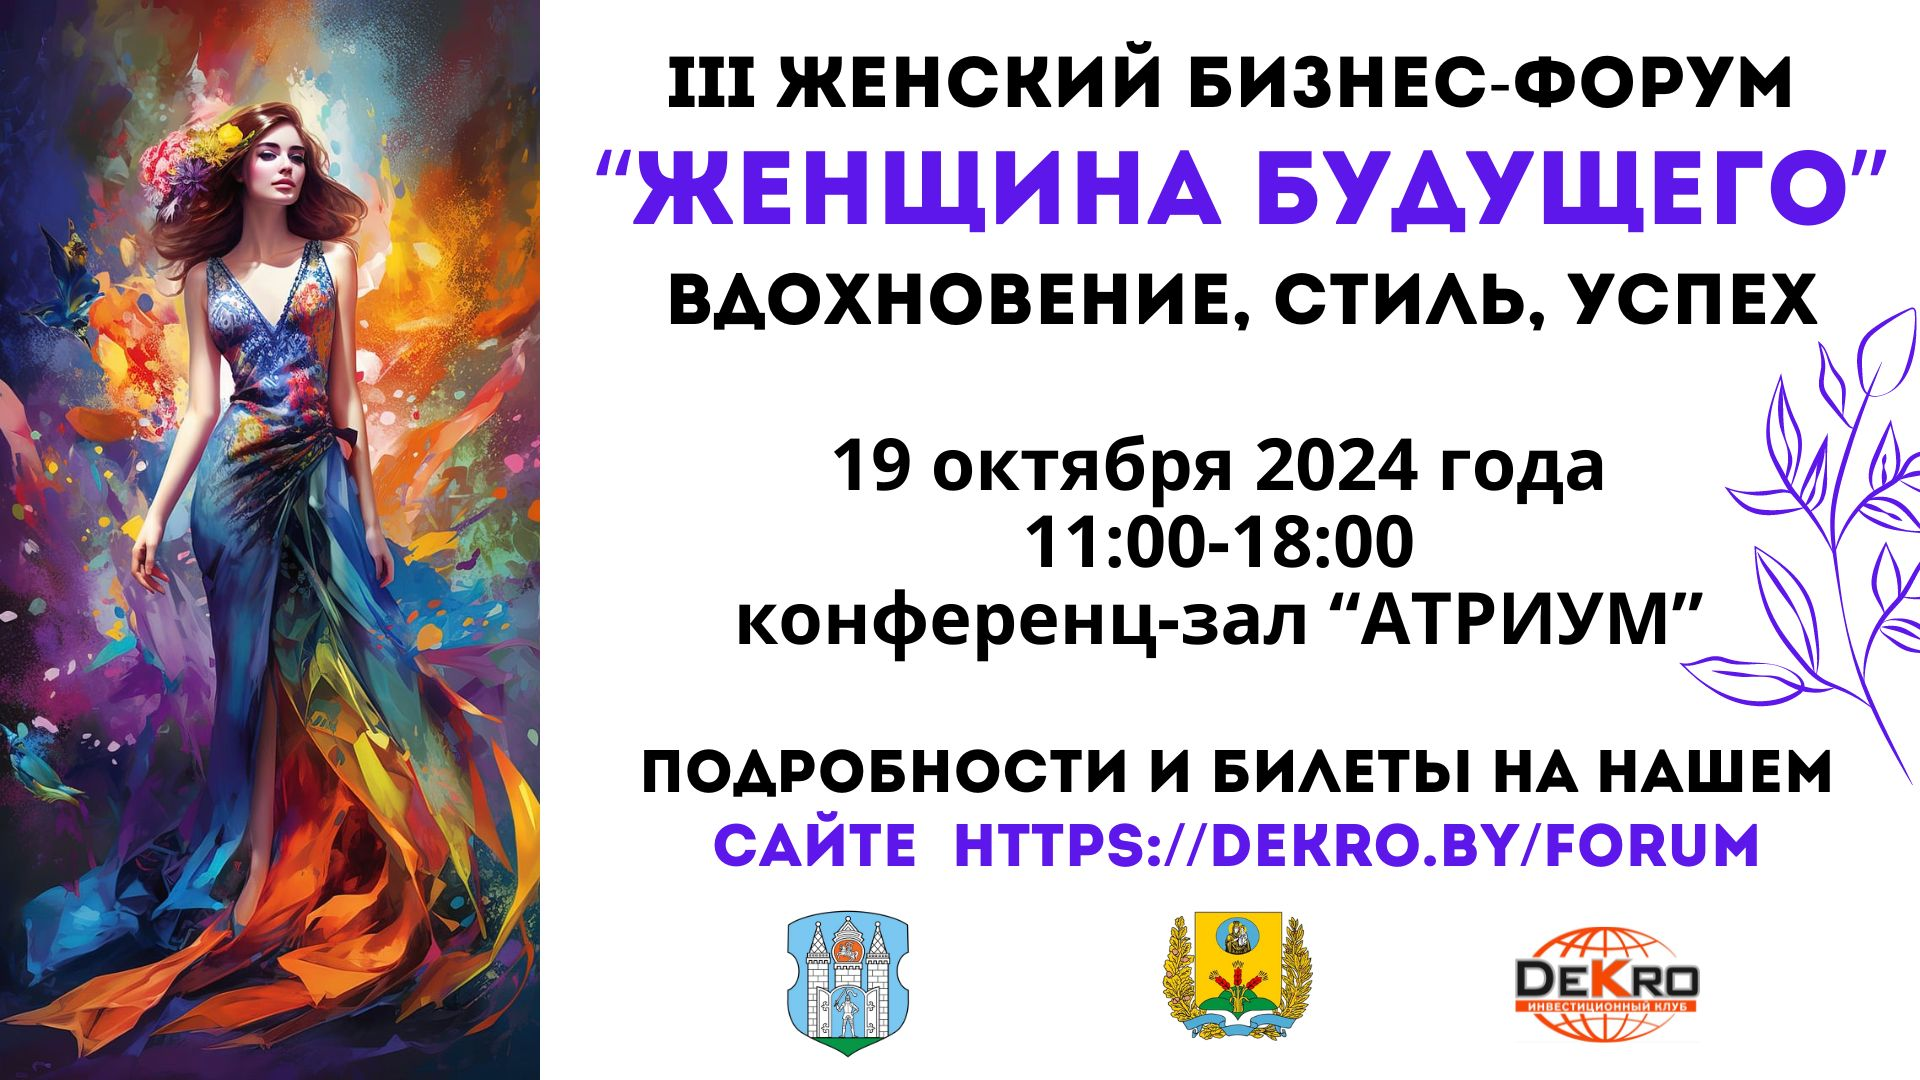 III ЖЕНСКИЙ БИЗНЕС-ФОРУМ
“ЖЕНЩИНА БУДУЩЕГО”
ВДОХНОВЕНИЕ, СТИЛЬ, УСПЕХ
19 октября 2024 года
11:00-18:00
конференц-зал “АТРИУМ”
ПОДРОБНОСТИ И БИЛЕТЫ НА НАШЕМ
САЙТЕ HTTPS://DEKRO.BY/FORUM
DEKRO
ИНВЕСТИЦИОННЫЙ КЛУБ